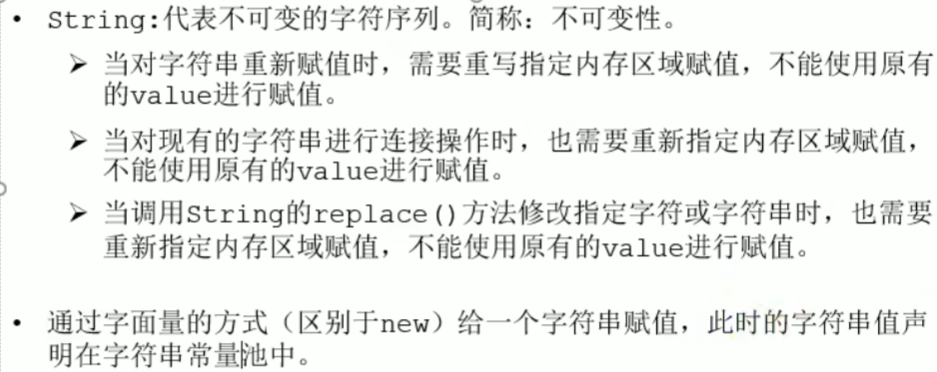 • String:代表不可变的字符序列。简称：不可变性。
➢ 当对字符串重新赋值时，需要重写指定内存区域赋值，不能使用原有
的value进行赋值。
➢ 当对现有的字符串进行连接操作时，也需要重新指定内存区域赋值，
不能使用原有的value进行赋值。
➢ 当调用String的replace()方法修改指定字符或字符串时，也需要
重新指定内存区域赋值，不能使用原有的value进行赋值。
• 通过字面量的方式（区别于new）给一个字符串赋值，此时的字符串值声
明在字符串常量池中。